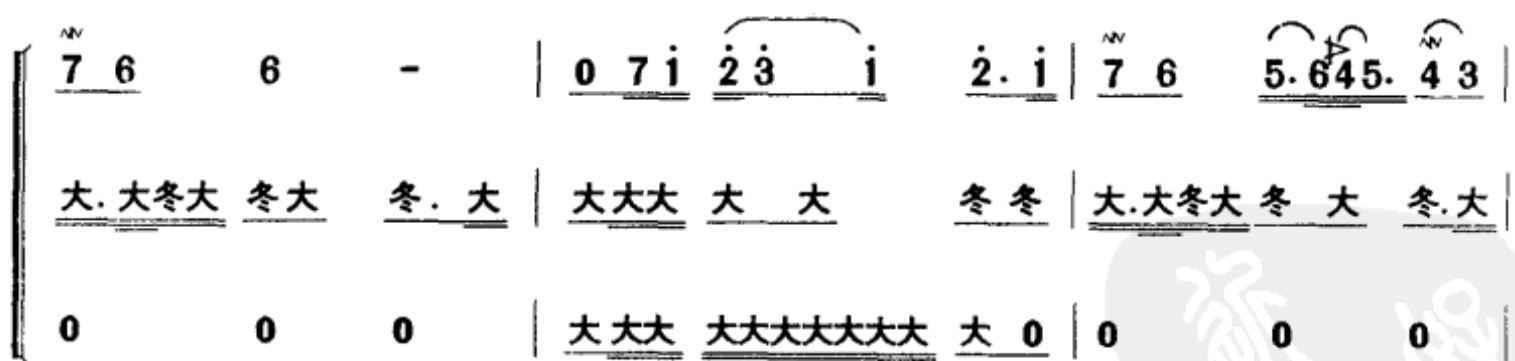 7 6 6 - | 0 7 i̇ 2̇ 3̇ i̇ 2̇. i̇ | 7 6 5. 6 4 5. 4 3 |
大. 大冬大 冬大 冬. 大 | 大大大 大 大 冬冬 | 大.大冬大 冬 大 冬.大
0 0 0 | 大 大大 大大大大大大大 大 0 | 0 0 0